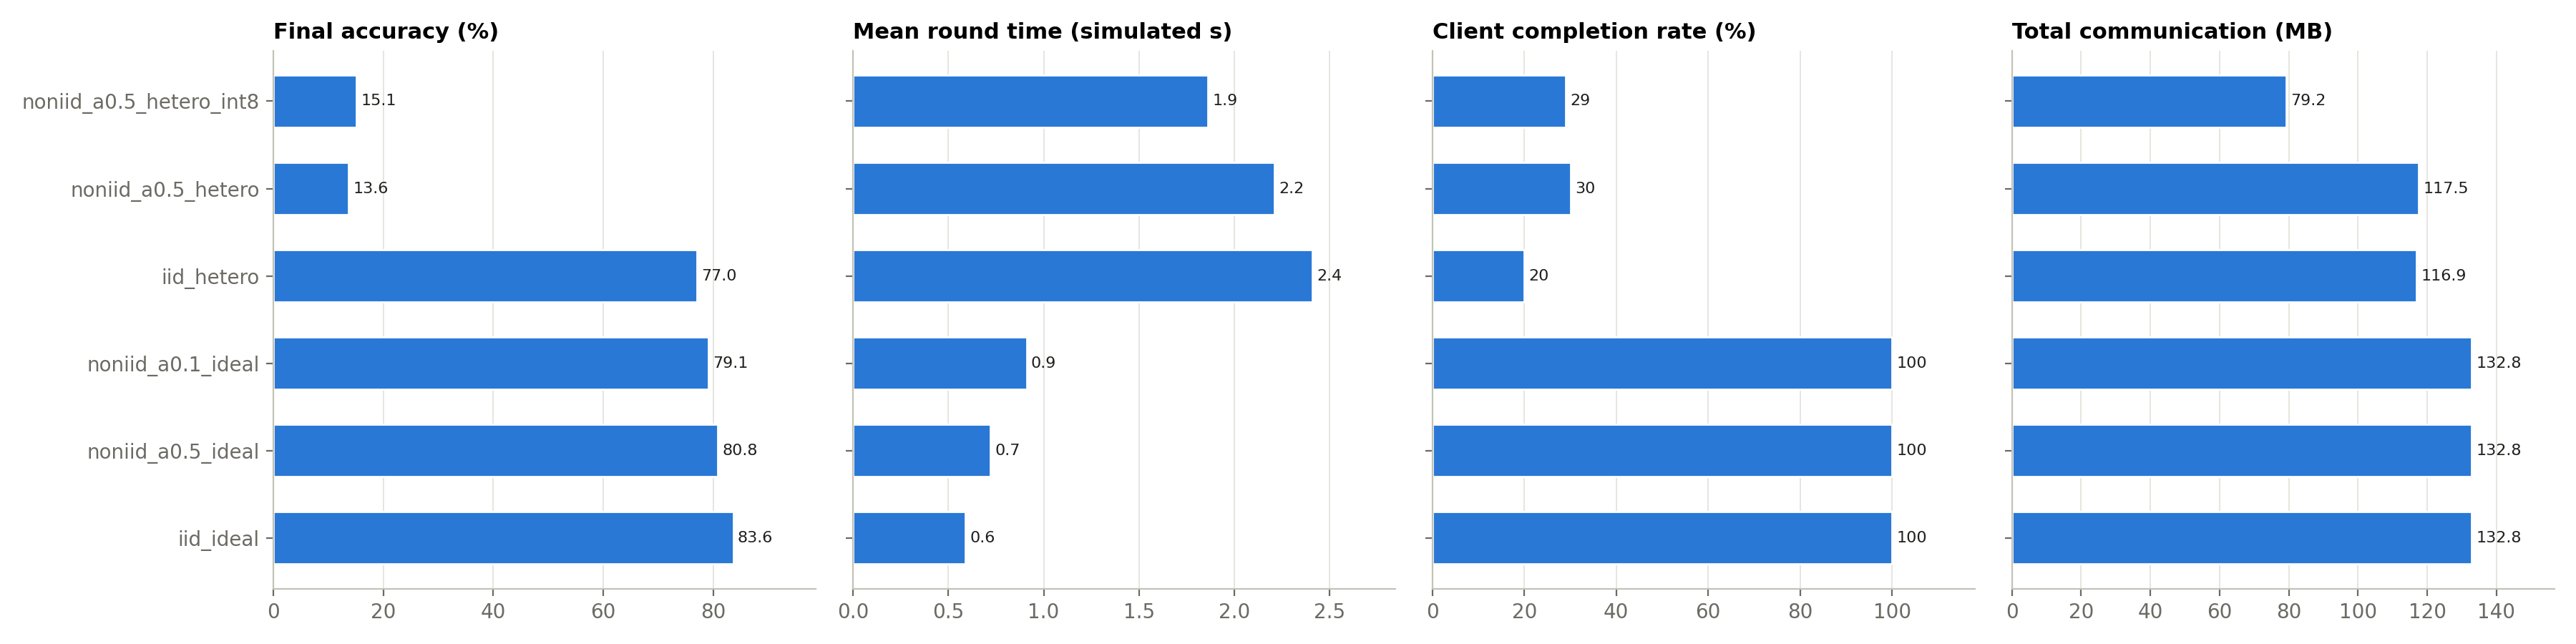 Final accuracy (%)
Mean round time (simulated s)
Client completion rate (%)
Total communication (MB)
noniid_a0.5_hetero_int8
15.1
1.9
29
79.2
noniid_a0.5_hetero
13.6
2.2
30
117.5
iid_hetero
77.0
2.4
20
116.9
noniid_a0.1_ideal
79.1
0.9
100
132.8
noniid_a0.5_ideal
80.8
0.7
100
132.8
iid_ideal
83.6
0.6
100
132.8
0 20 40 60 80
0.0 0.5 1.0 1.5 2.0 2.5
0 20 40 60 80 100
0 20 40 60 80 100 120 140